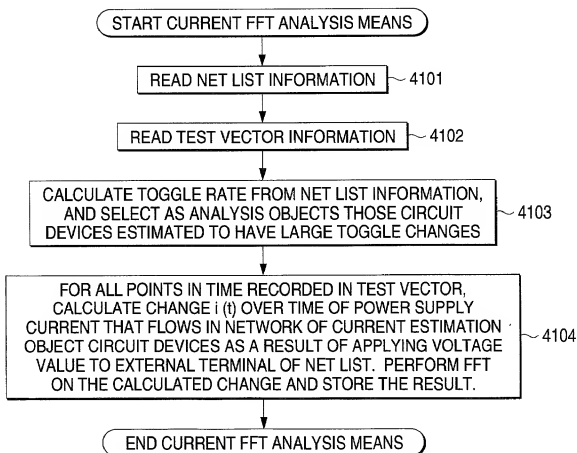 START CURRENT FFT ANALYSIS MEANS
READ NET LIST INFORMATION
4101
READ TEST VECTOR INFORMATION
4102
CALCULATE TOGGLE RATE FROM NET LIST INFORMATION,
AND SELECT AS ANALYSIS OBJECTS THOSE CIRCUIT
DEVICES ESTIMATED TO HAVE LARGE TOGGLE CHANGES
4103
FOR ALL POINTS IN TIME RECORDED IN TEST VECTOR,
CALCULATE CHANGE i (t) OVER TIME OF POWER SUPPLY
CURRENT THAT FLOWS IN NETWORK OF CURRENT ESTIMATION
OBJECT CIRCUIT DEVICES AS A RESULT OF APPLYING VOLTAGE
VALUE TO EXTERNAL TERMINAL OF NET LIST. PERFORM FFT
ON THE CALCULATED CHANGE AND STORE THE RESULT.
4104
END CURRENT FFT ANALYSIS MEANS